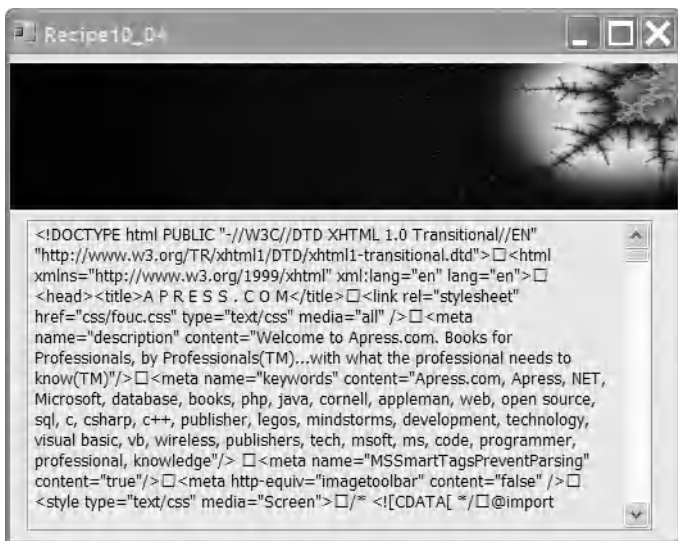 Recipe10_04
<!DOCTYPE html PUBLIC "-//W3C//DTD XHTML 1.0 Transitional//EN"
"http://www.w3.org/TR/xhtml1/DTD/xhtml1-transitional.dtd">□<html
xmlns="http://www.w3.org/1999/xhtml" xml:lang="en" lang="en">□
<head><title>A P R E S S . C O M</title>□<link rel="stylesheet"
href="css/fouc.css" type="text/css" media="all" />□<meta
name="description" content="Welcome to Apress.com. Books for
Professionals, by Professionals(TM)...with what the professional needs to
know(TM)"/>□<meta name="keywords" content="Apress.com, Apress, NET,
Microsoft, database, books, php, java, cornell, appleman, web, open source,
sql, c, csharp, c++, publisher, legos, mindstorms, development, technology,
visual basic, vb, wireless, publishers, tech, msoft, ms, code, programmer,
professional, knowledge"/> □<meta name="MSSmartTagsPreventParsing"
content="true"/>□<meta http-equiv="imagetoolbar" content="false" />□
<style type="text/css" media="Screen">□/* <![CDATA[ */□@import